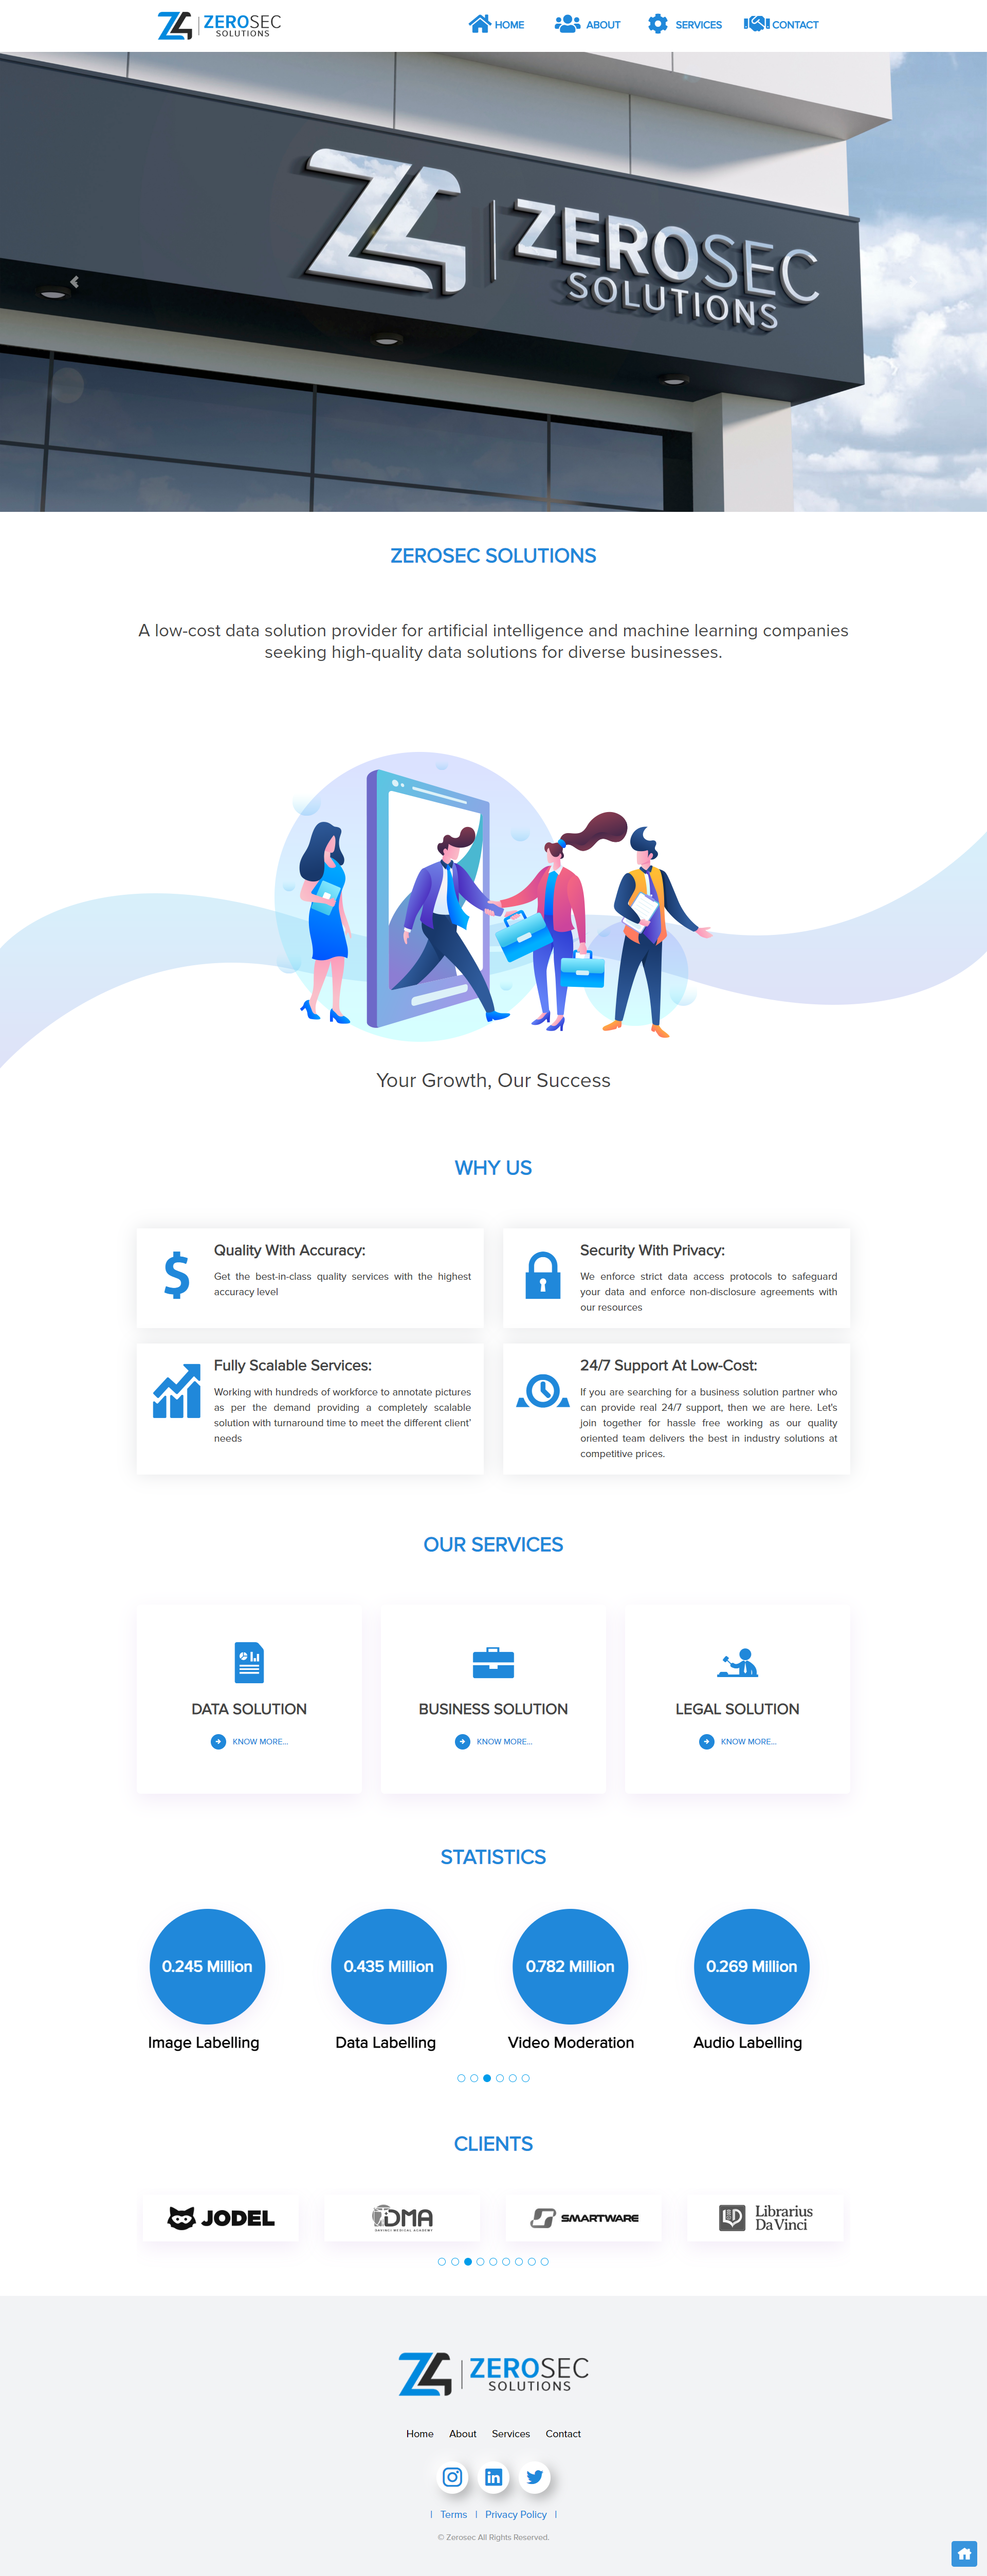 ZEROSEC
SOLUTIONS
HOME ABOUT SERVICES CONTACT
ZEROSEC
SOLUTIONS
ZEROSEC SOLUTIONS
A low-cost data solution provider for artificial intelligence and machine learning companies
seeking high-quality data solutions for diverse businesses.
Your Growth, Our Success
WHY US
Quality With Accuracy:
Get the best-in-class quality services with the highest
accuracy level
Security With Privacy:
We enforce strict data access protocols to safeguard
your data and enforce non-disclosure agreements with
our resources
Fully Scalable Services:
Working with hundreds of workforce to annotate pictures
as per the demand providing a completely scalable
solution with turnaround time to meet the different client'
needs
24/7 Support At Low-Cost:
If you are searching for a business solution partner who
can provide real 24/7 support, then we are here. Let's
join together for hassle free working as our quality
oriented team delivers the best in industry solutions at
competitive prices.
OUR SERVICES
DATA SOLUTION
KNOW MORE...
BUSINESS SOLUTION
KNOW MORE...
LEGAL SOLUTION
KNOW MORE...
STATISTICS
0.245 Million
Image Labelling
0.435 Million
Data Labelling
0.782 Million
Video Moderation
0.269 Million
Audio Labelling
CLIENTS
JODEL
DMA
DAVINCI MEDICAL ACADEMY
SMARTWARE
Librarius
Da Vinci
ZEROSEC
SOLUTIONS
Home About Services Contact
| Terms | Privacy Policy |
© Zerosec All Rights Reserved.